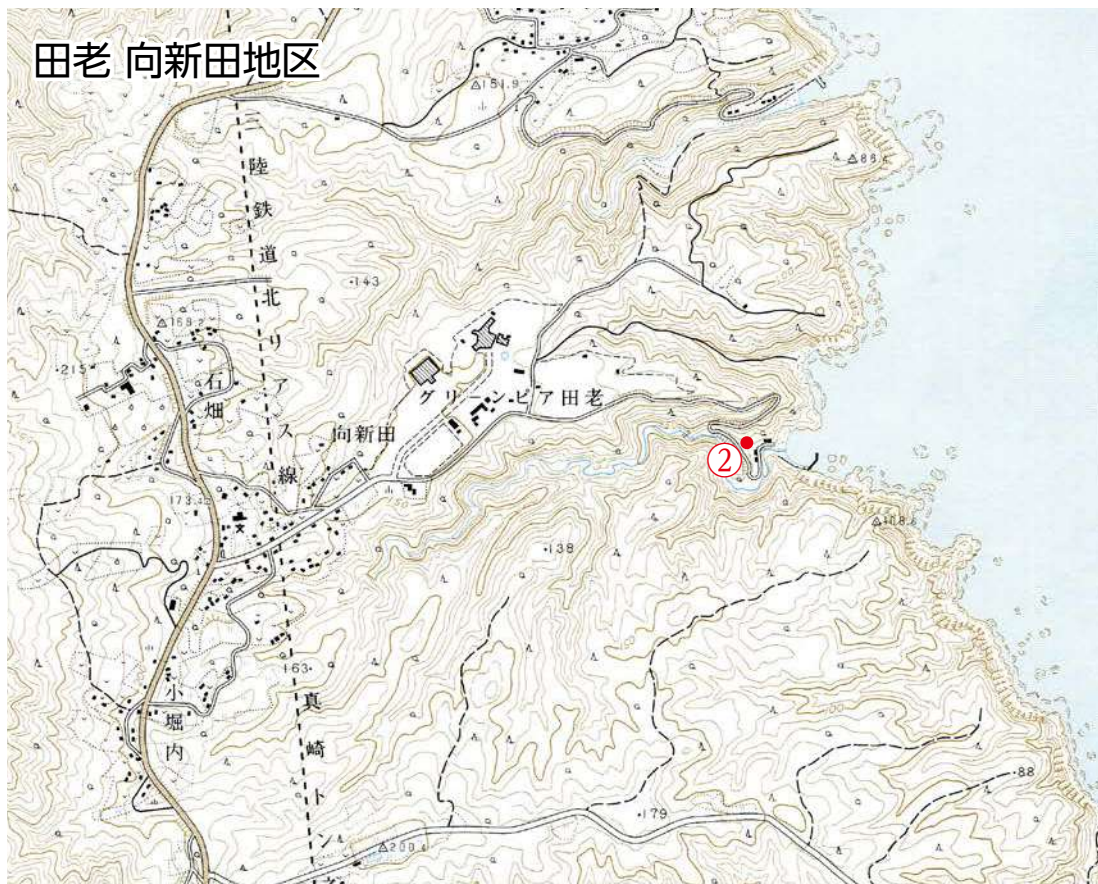 田老 向新田地区
△151.9
△88.4
三陸鉄道北リアス線
・143
△168.2
・215
石畑
グリーンピア田老
向新田
②
173
△108.6
・138
163・
小堀内
真崎トンネ
・88
・179
△200.4